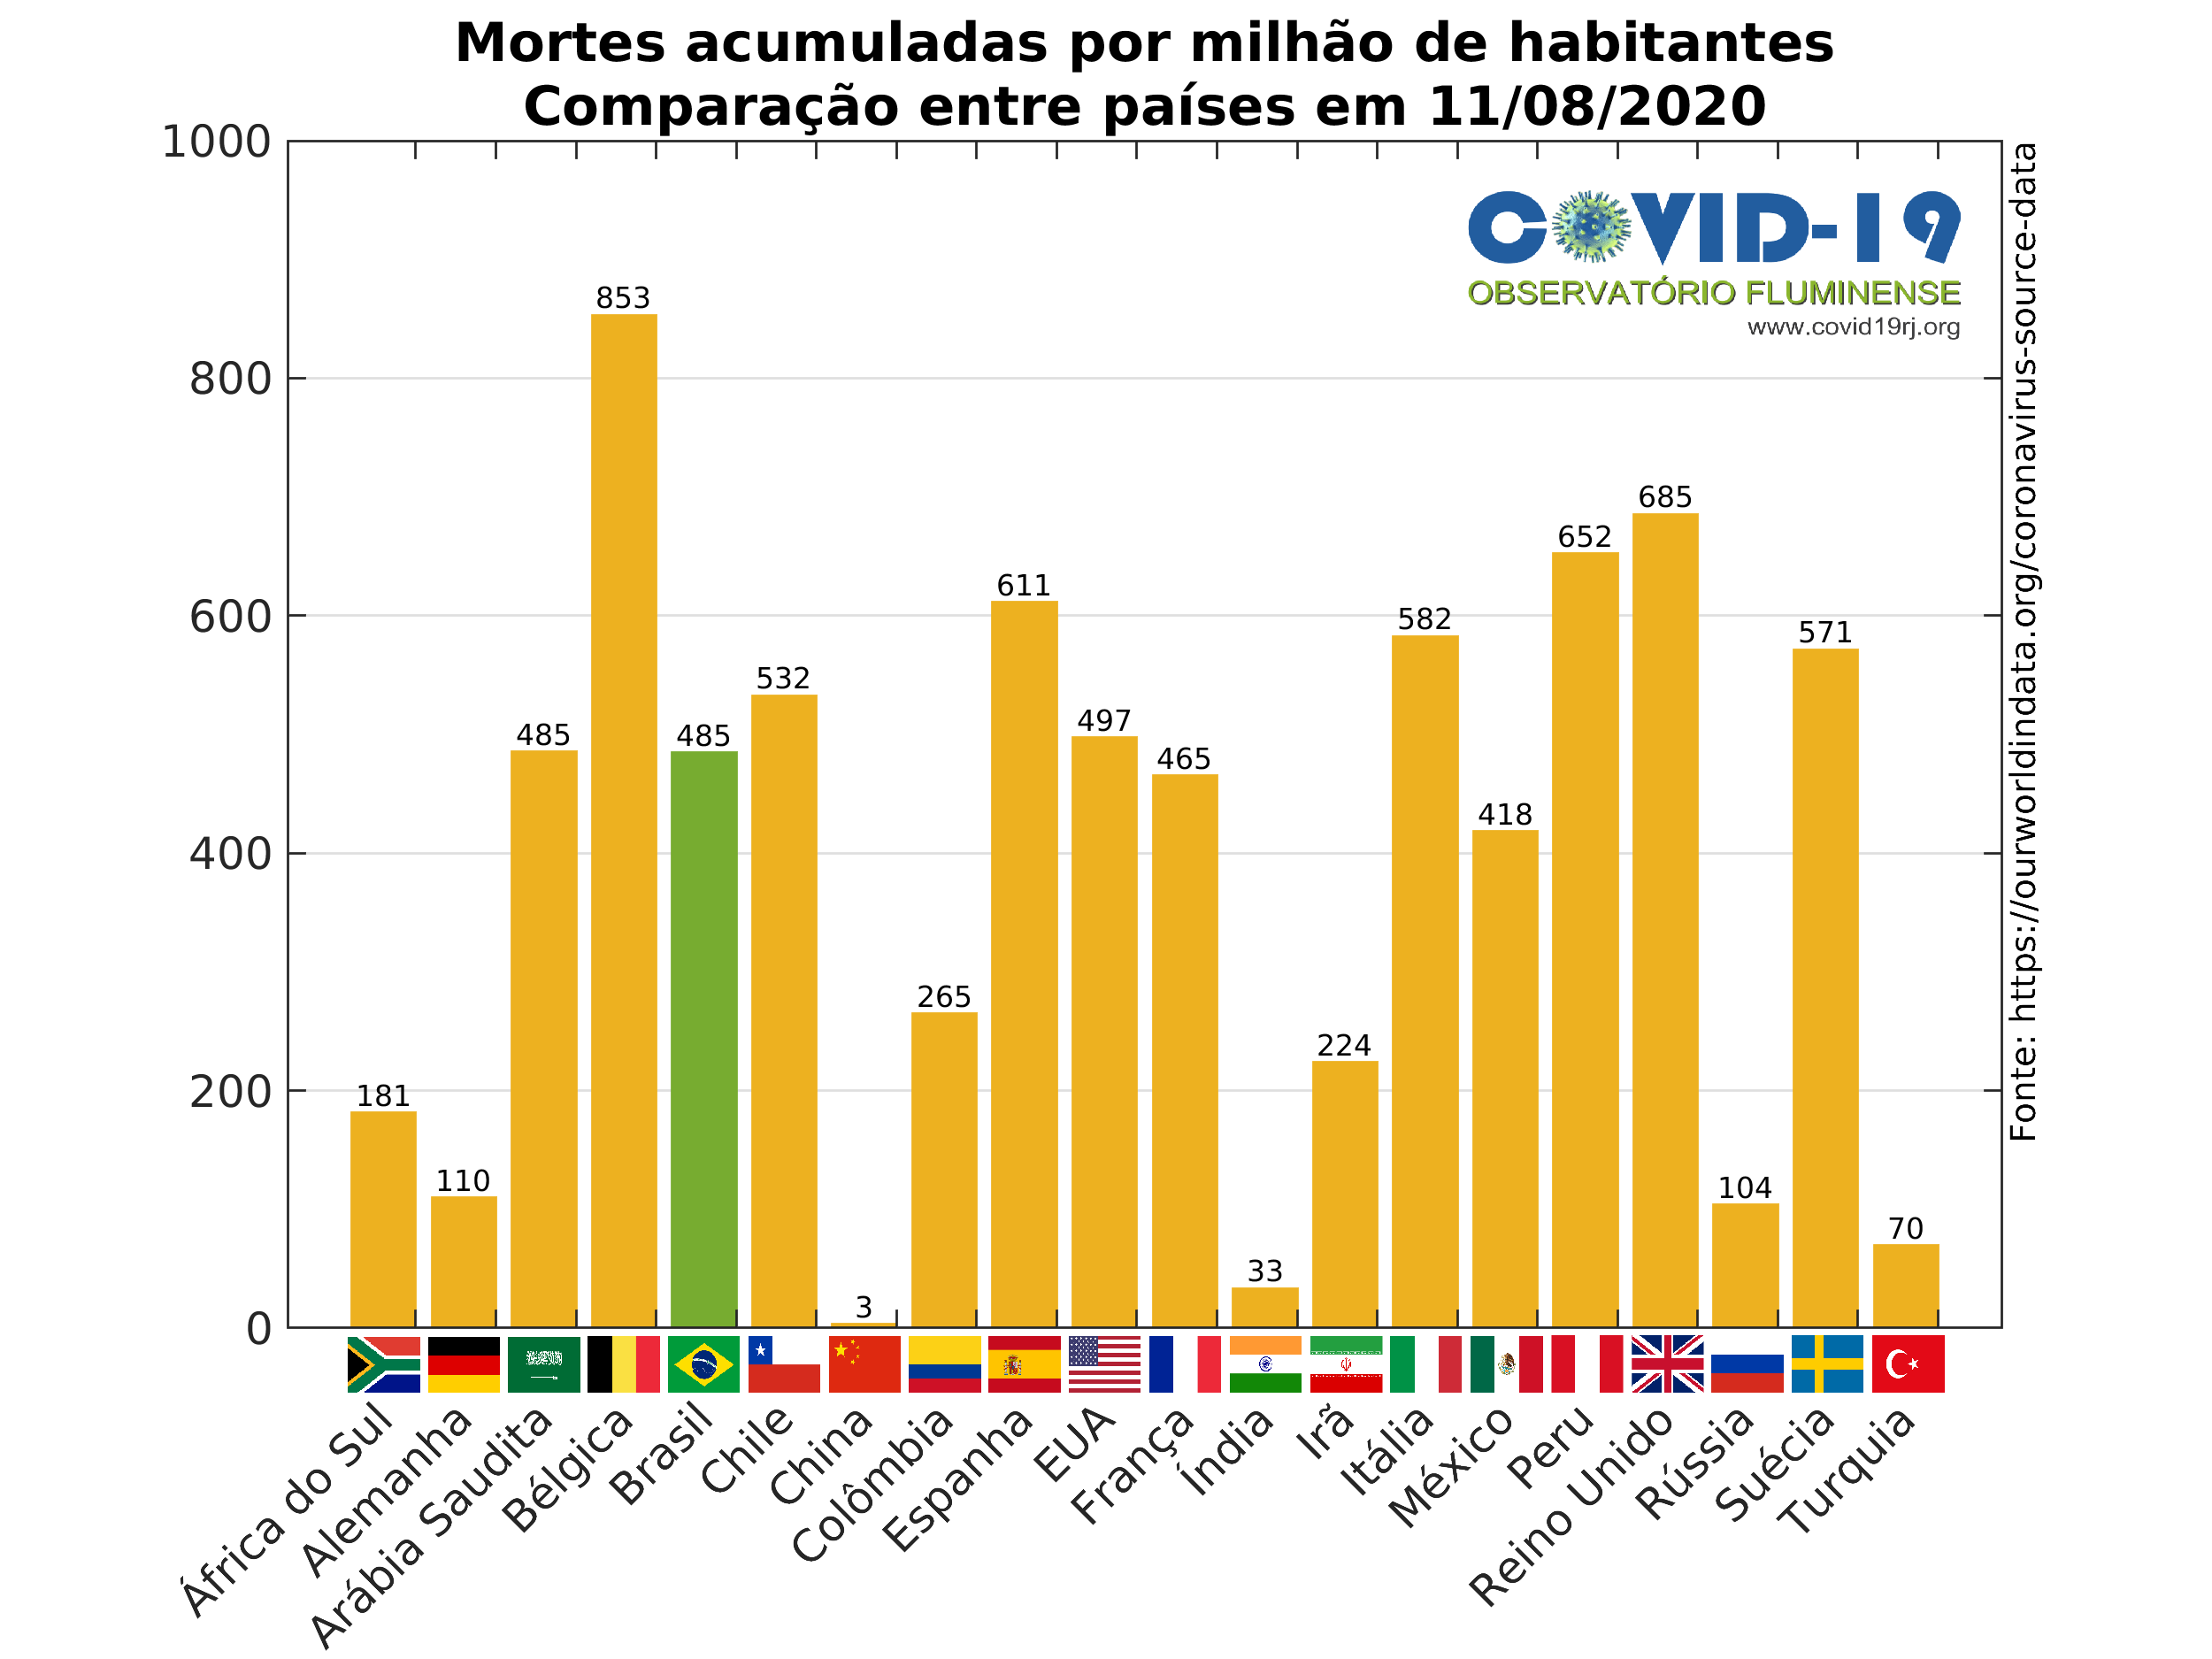 Mortes acumuladas por milhão de habitantes
Comparação entre países em 11/08/2020
1000
800
600
400
200
0
COVID-19
OBSERVATÓRIO FLUMINENSE
www.covid19rj.org
Fonte: https://ourworldindata.org/coronavirus-source-data
181
110
485
853
485
532
3
265
611
497
465
33
224
582
418
652
685
104
571
70
África do Sul
Alemanha
Arábia Saudita
Bélgica
Brasil
Chile
China
Colômbia
Espanha
EUA
França
Índia
Irã
Itália
México
Peru
Reino Unido
Rússia
Suécia
Turquia